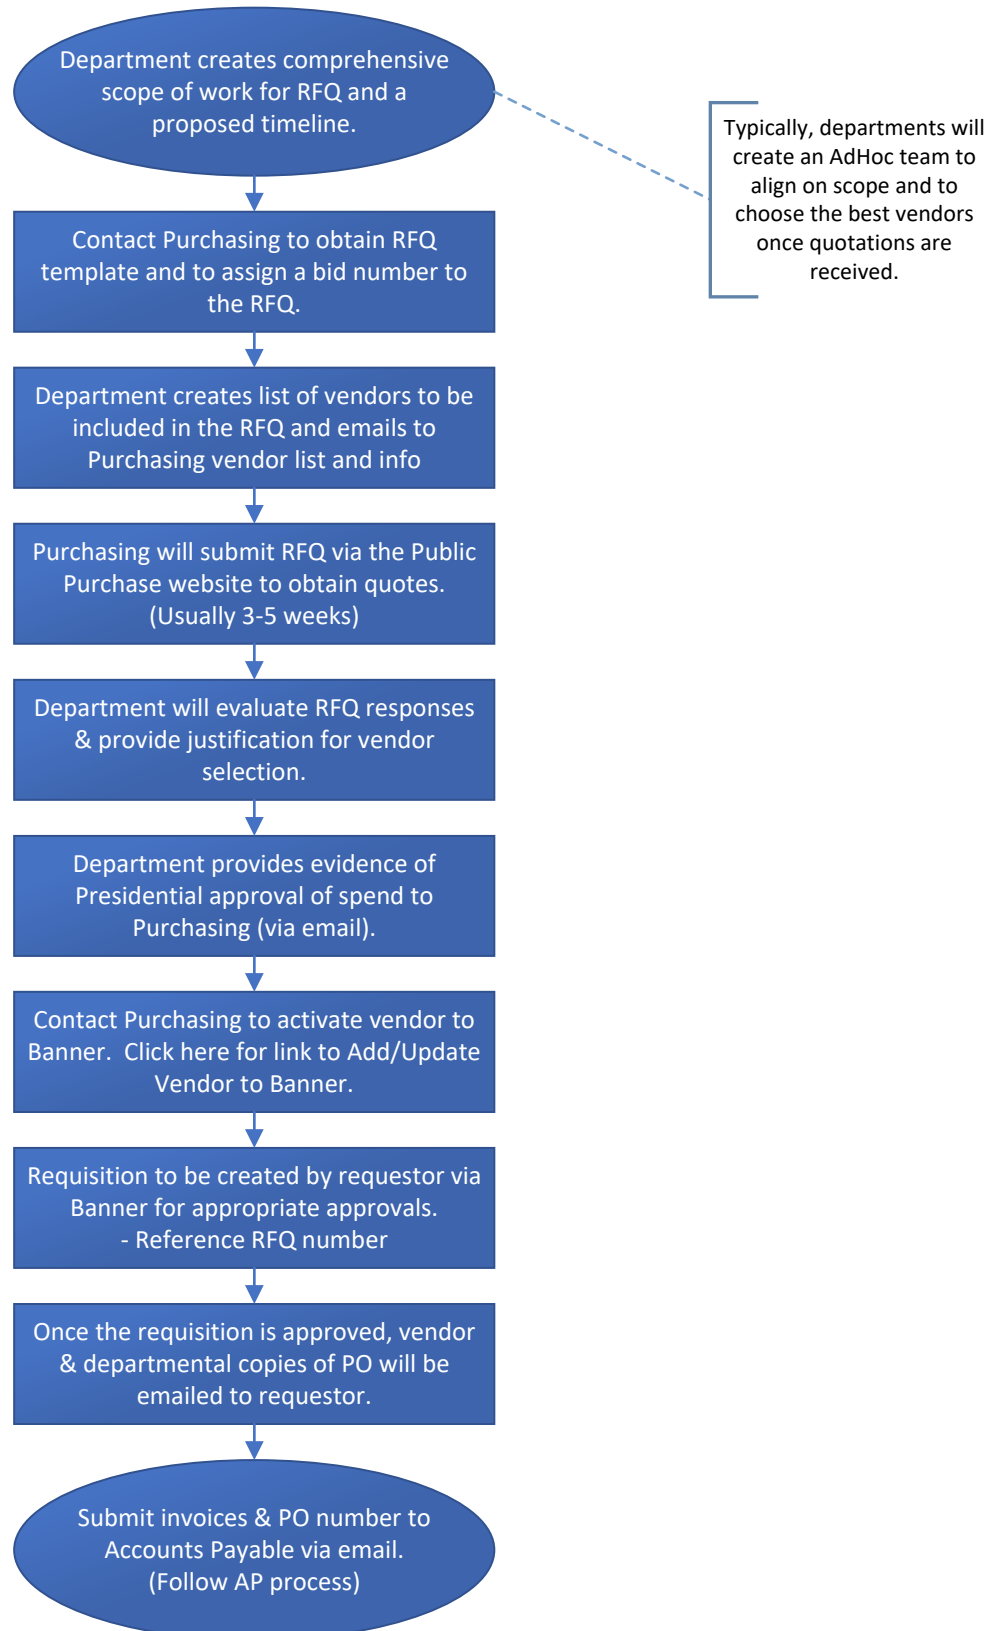 Department creates comprehensive
scope of work for RFQ and a
proposed timeline.
Typically, departments will
create an AdHoc team to
align on scope and to
choose the best vendors
once quotations are
received.
Contact Purchasing to obtain RFQ
template and to assign a bid number to
the RFQ.
Department creates list of vendors to be
included in the RFQ and emails to
Purchasing vendor list and info
Purchasing will submit RFQ via the Public
Purchase website to obtain quotes.
(Usually 3-5 weeks)
Department will evaluate RFQ responses
& provide justification for vendor
selection.
Department provides evidence of
Presidential approval of spend to
Purchasing (via email).
Contact Purchasing to activate vendor to
Banner.  Click here for link to Add/Update
Vendor to Banner.
Requisition to be created by requestor via
Banner for appropriate approvals.
- Reference RFQ number
Once the requisition is approved, vendor
& departmental copies of PO will be
emailed to requestor.
Submit invoices & PO number to
Accounts Payable via email.
(Follow AP process)